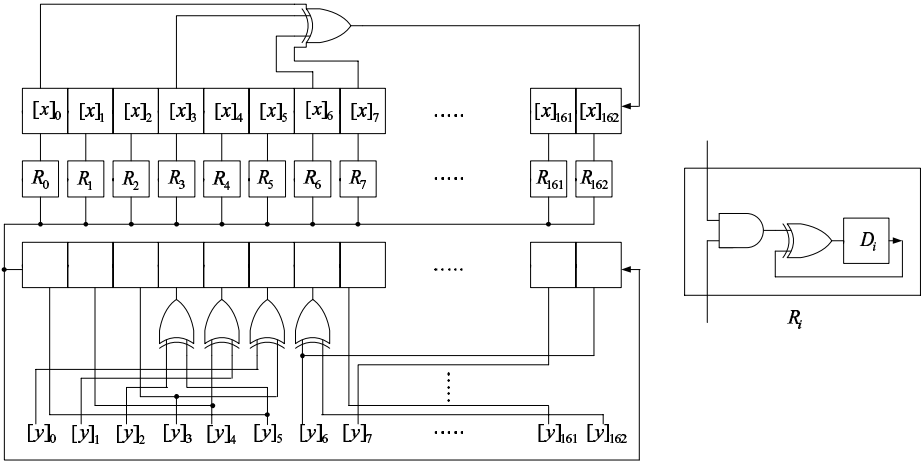 [x]₀ [x]₁ [x]₂ [x]₃ [x]₄ [x]₅ [x]₆ [x]₇ ····· [x]₁₆₁ [x]₁₆₂
R₀ R₁ R₂ R₃ R₄ R₅ R₆ R₇ ····· R₁₆₁ R₁₆₂
Dᵢ
Rᵢ
[y]₀ [y]₁ [y]₂ [y]₃ [y]₄ [y]₅ [y]₆ [y]₇ ····· [y]₁₆₁ [y]₁₆₂